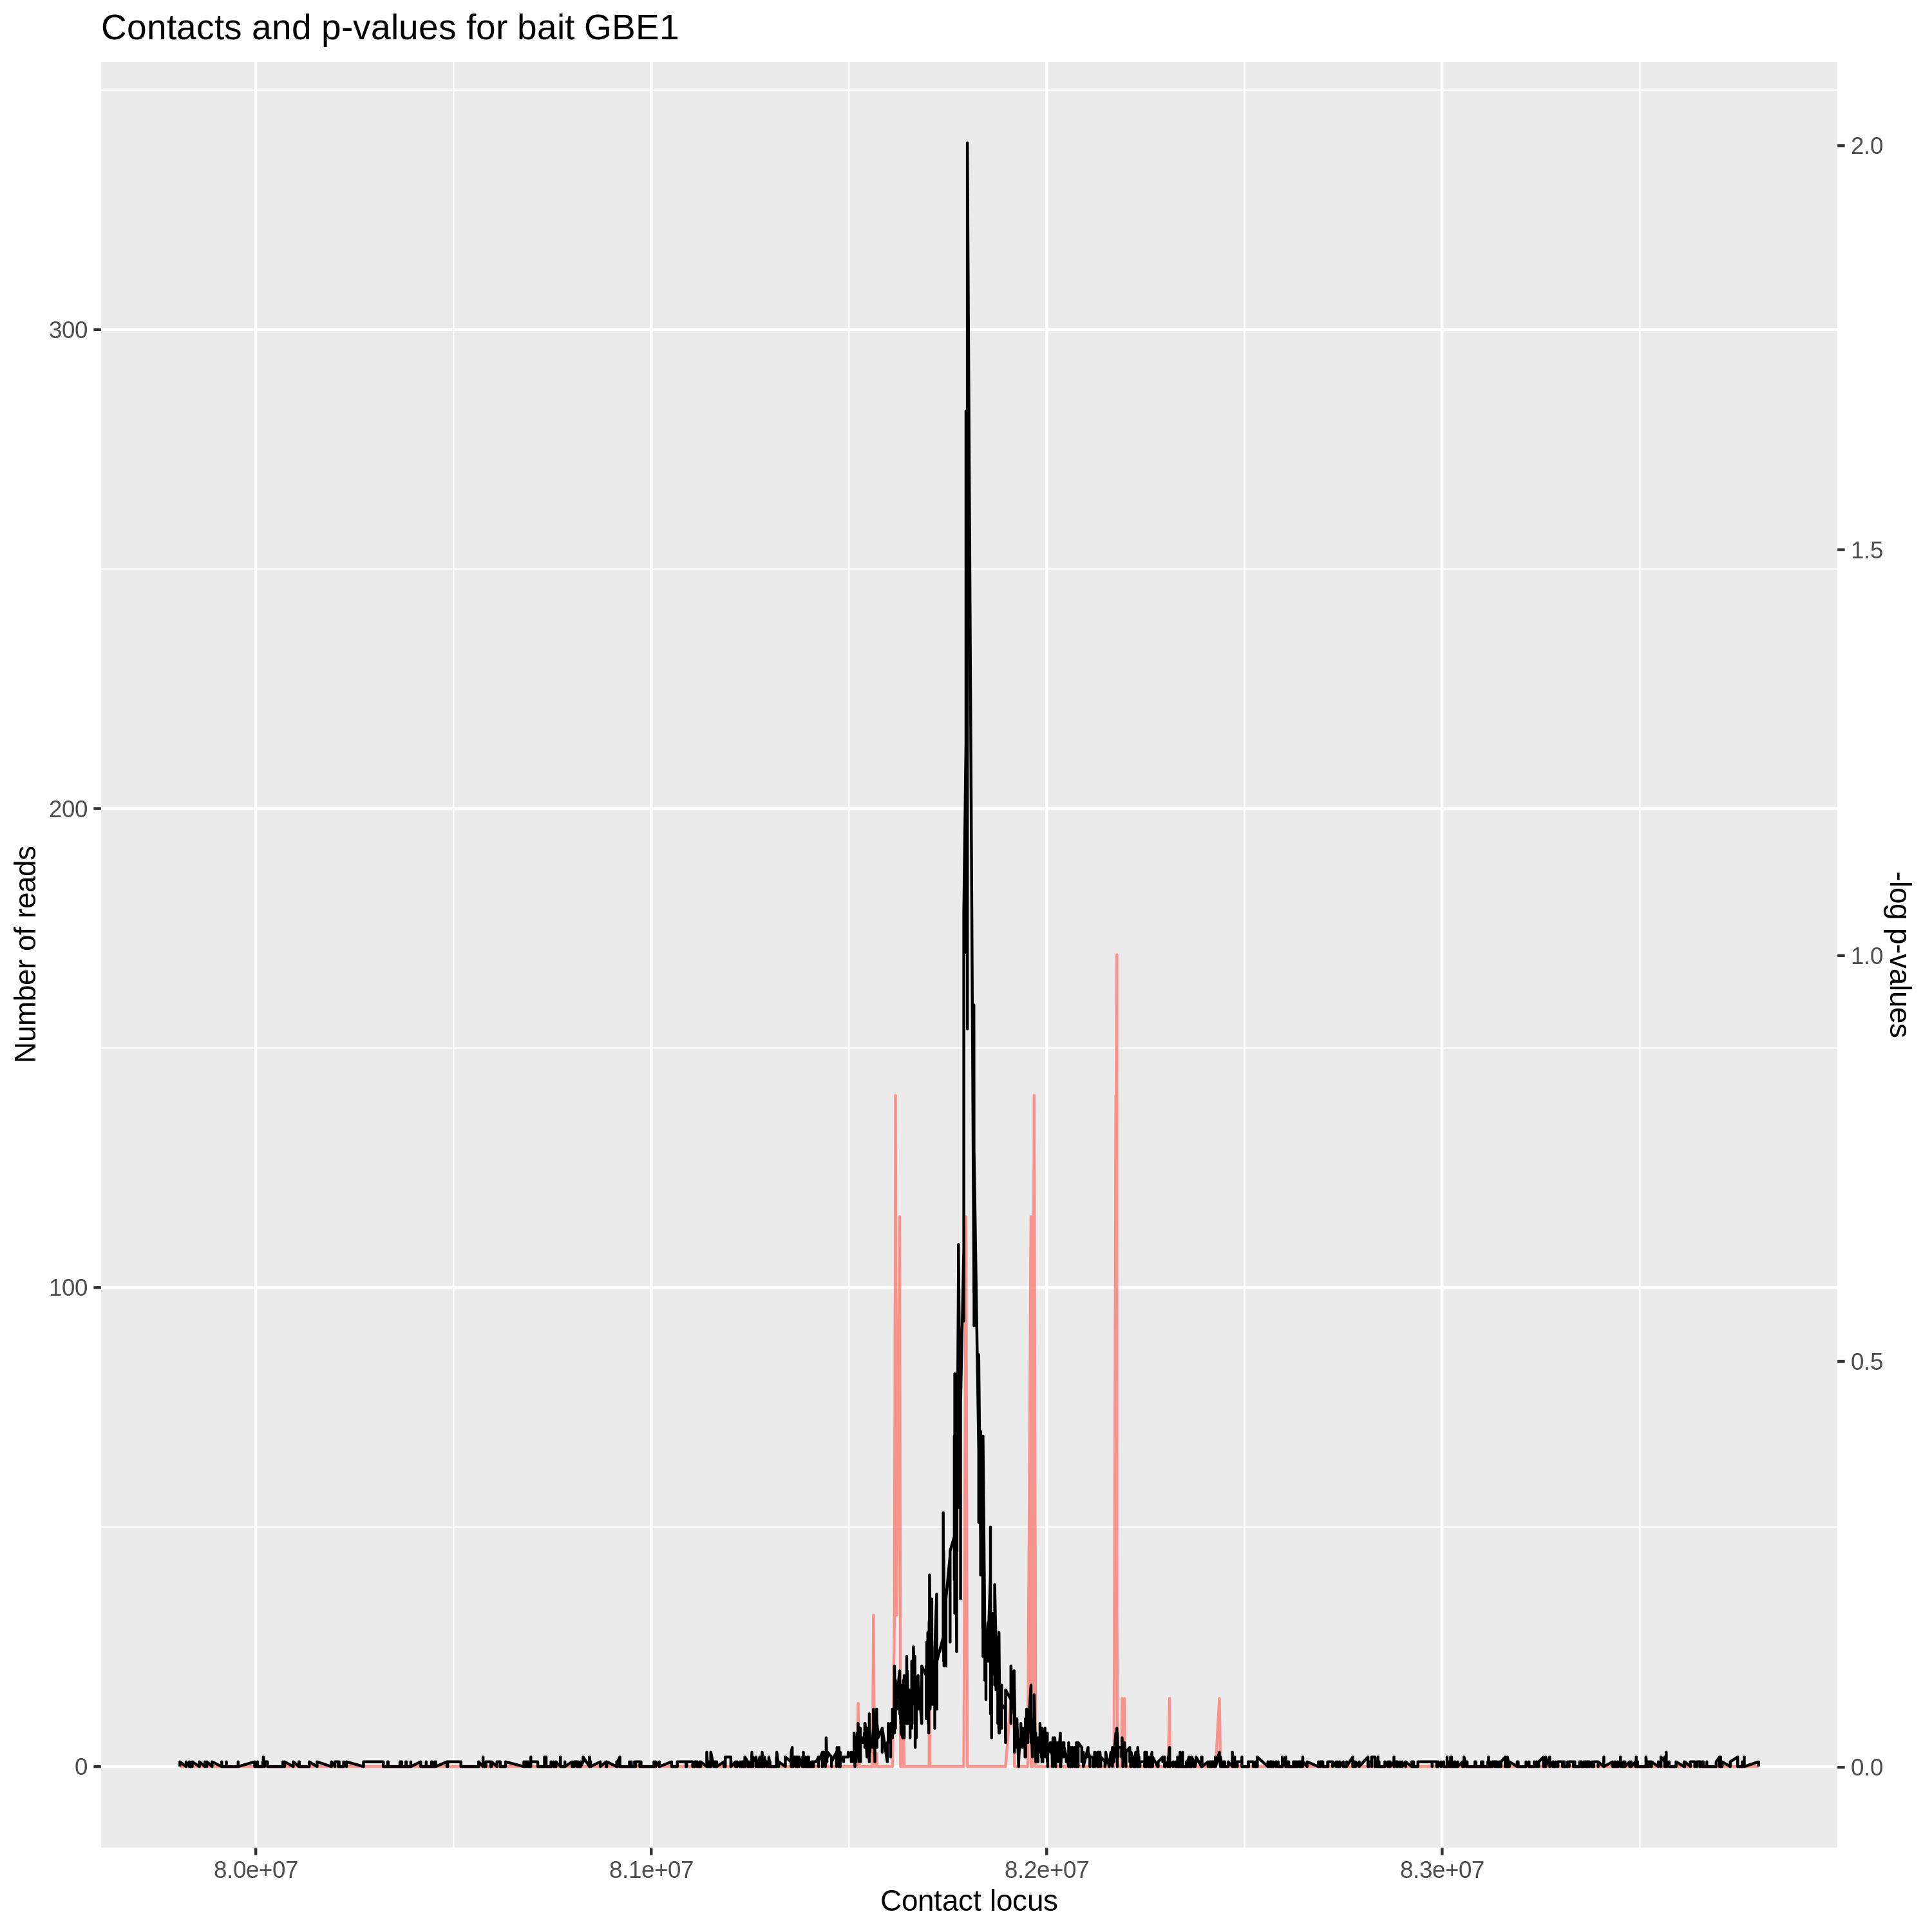 Contacts and p-values for bait GBE1
Number of reads
300
200
100
0
2.0
1.5
1.0
0.5
0.0
-log p-values
8.0e+07 8.1e+07 8.2e+07 8.3e+07
Contact locus